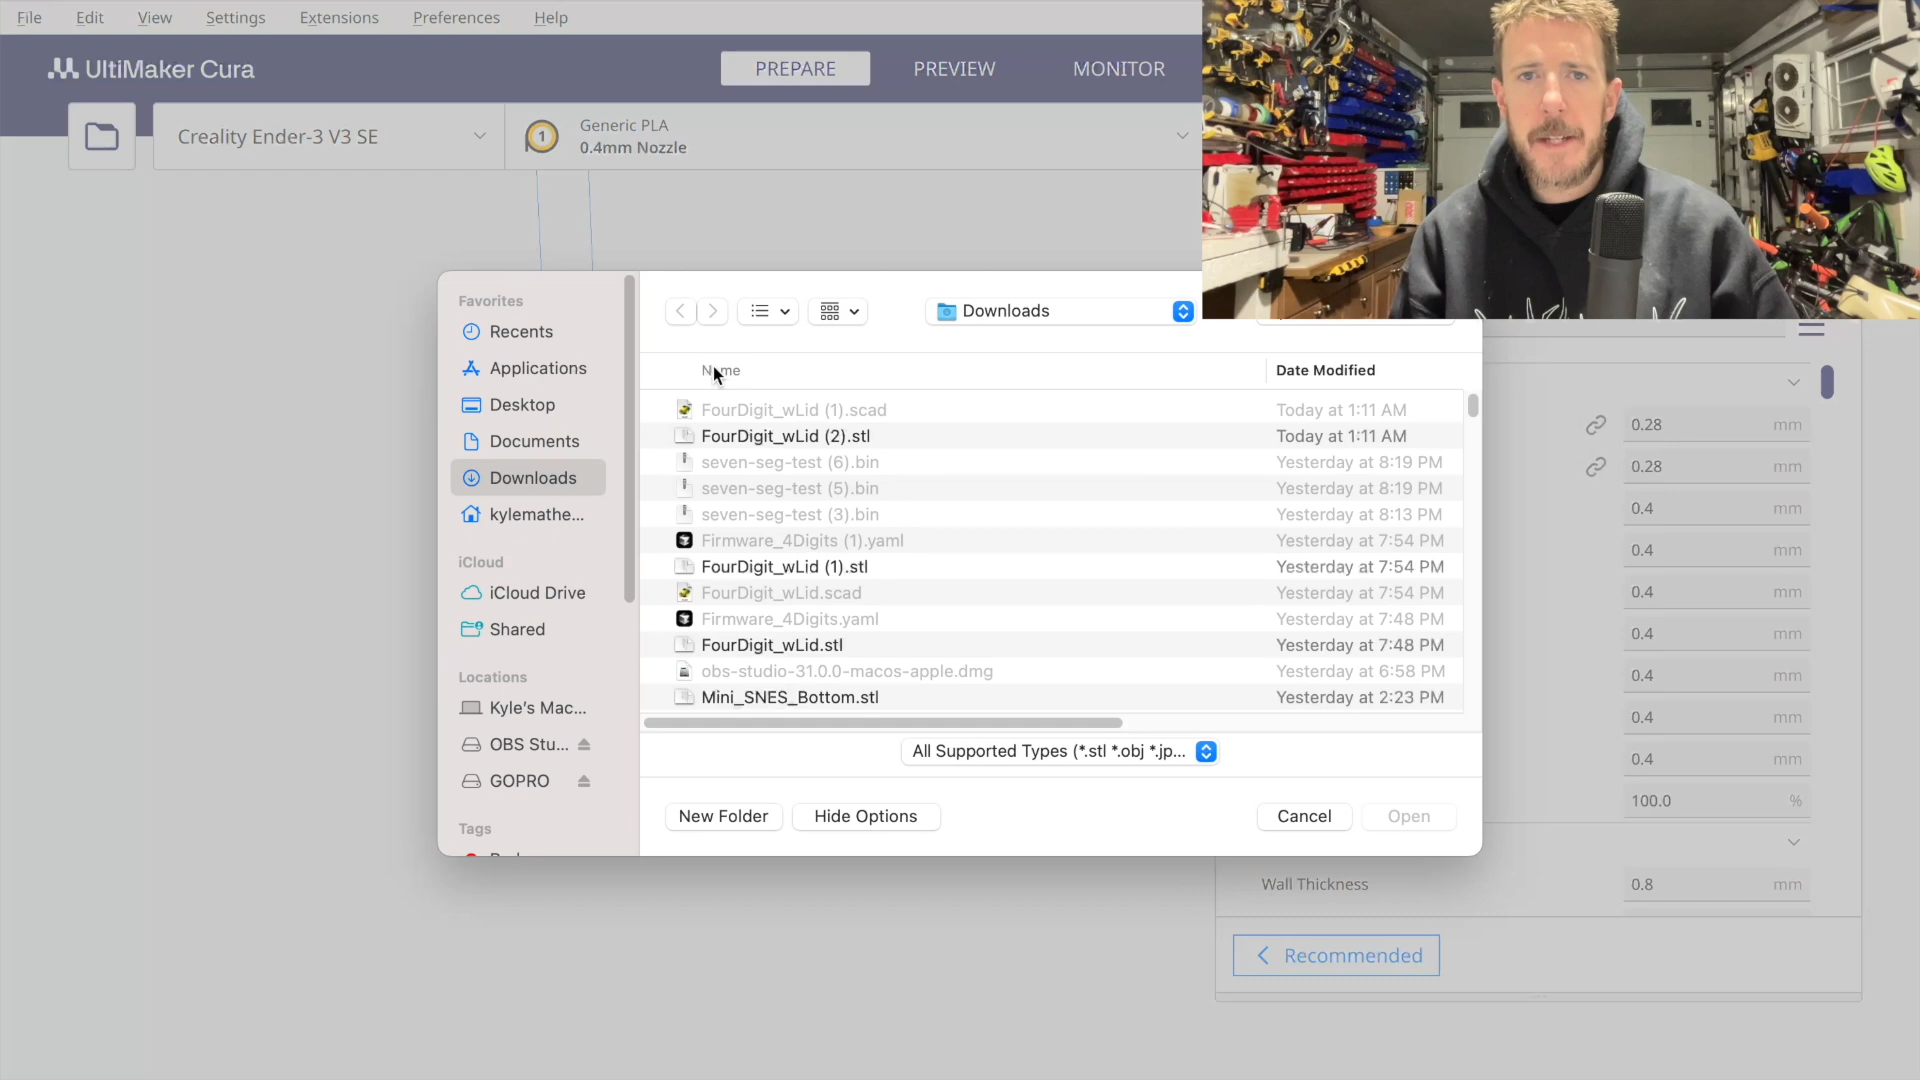 File Edit View Settings Extensions Preferences Help
UltiMaker Cura
PREPARE PREVIEW MONITOR
Creality Ender-3 V3 SE
1
Generic PLA
0.4mm Nozzle
Favorites
Recents
Applications
Desktop
Documents
Downloads
kylemathe...
iCloud
iCloud Drive
Shared
Locations
Kyle's Mac...
OBS Stu...
GOPRO
Tags
Downloads
Name Date Modified
FourDigit_wLid (1).scad Today at 1:11 AM
FourDigit_wLid (2).stl Today at 1:11 AM
seven-seg-test (6).bin Yesterday at 8:19 PM
seven-seg-test (5).bin Yesterday at 8:19 PM
seven-seg-test (3).bin Yesterday at 8:13 PM
Firmware_4Digits (1).yaml Yesterday at 7:54 PM
FourDigit_wLid (1).stl Yesterday at 7:54 PM
FourDigit_wLid.scad Yesterday at 7:54 PM
Firmware_4Digits.yaml Yesterday at 7:48 PM
FourDigit_wLid.stl Yesterday at 7:48 PM
obs-studio-31.0.0-macos-apple.dmg Yesterday at 6:58 PM
Mini_SNES_Bottom.stl Yesterday at 2:23 PM
All Supported Types (*.stl *.obj *.jp...
New Folder Hide Options Cancel Open
0.28 mm
0.28 mm
0.4 mm
0.4 mm
0.4 mm
0.4 mm
0.4 mm
0.4 mm
0.4 mm
100.0 %
Wall Thickness 0.8 mm
Recommended